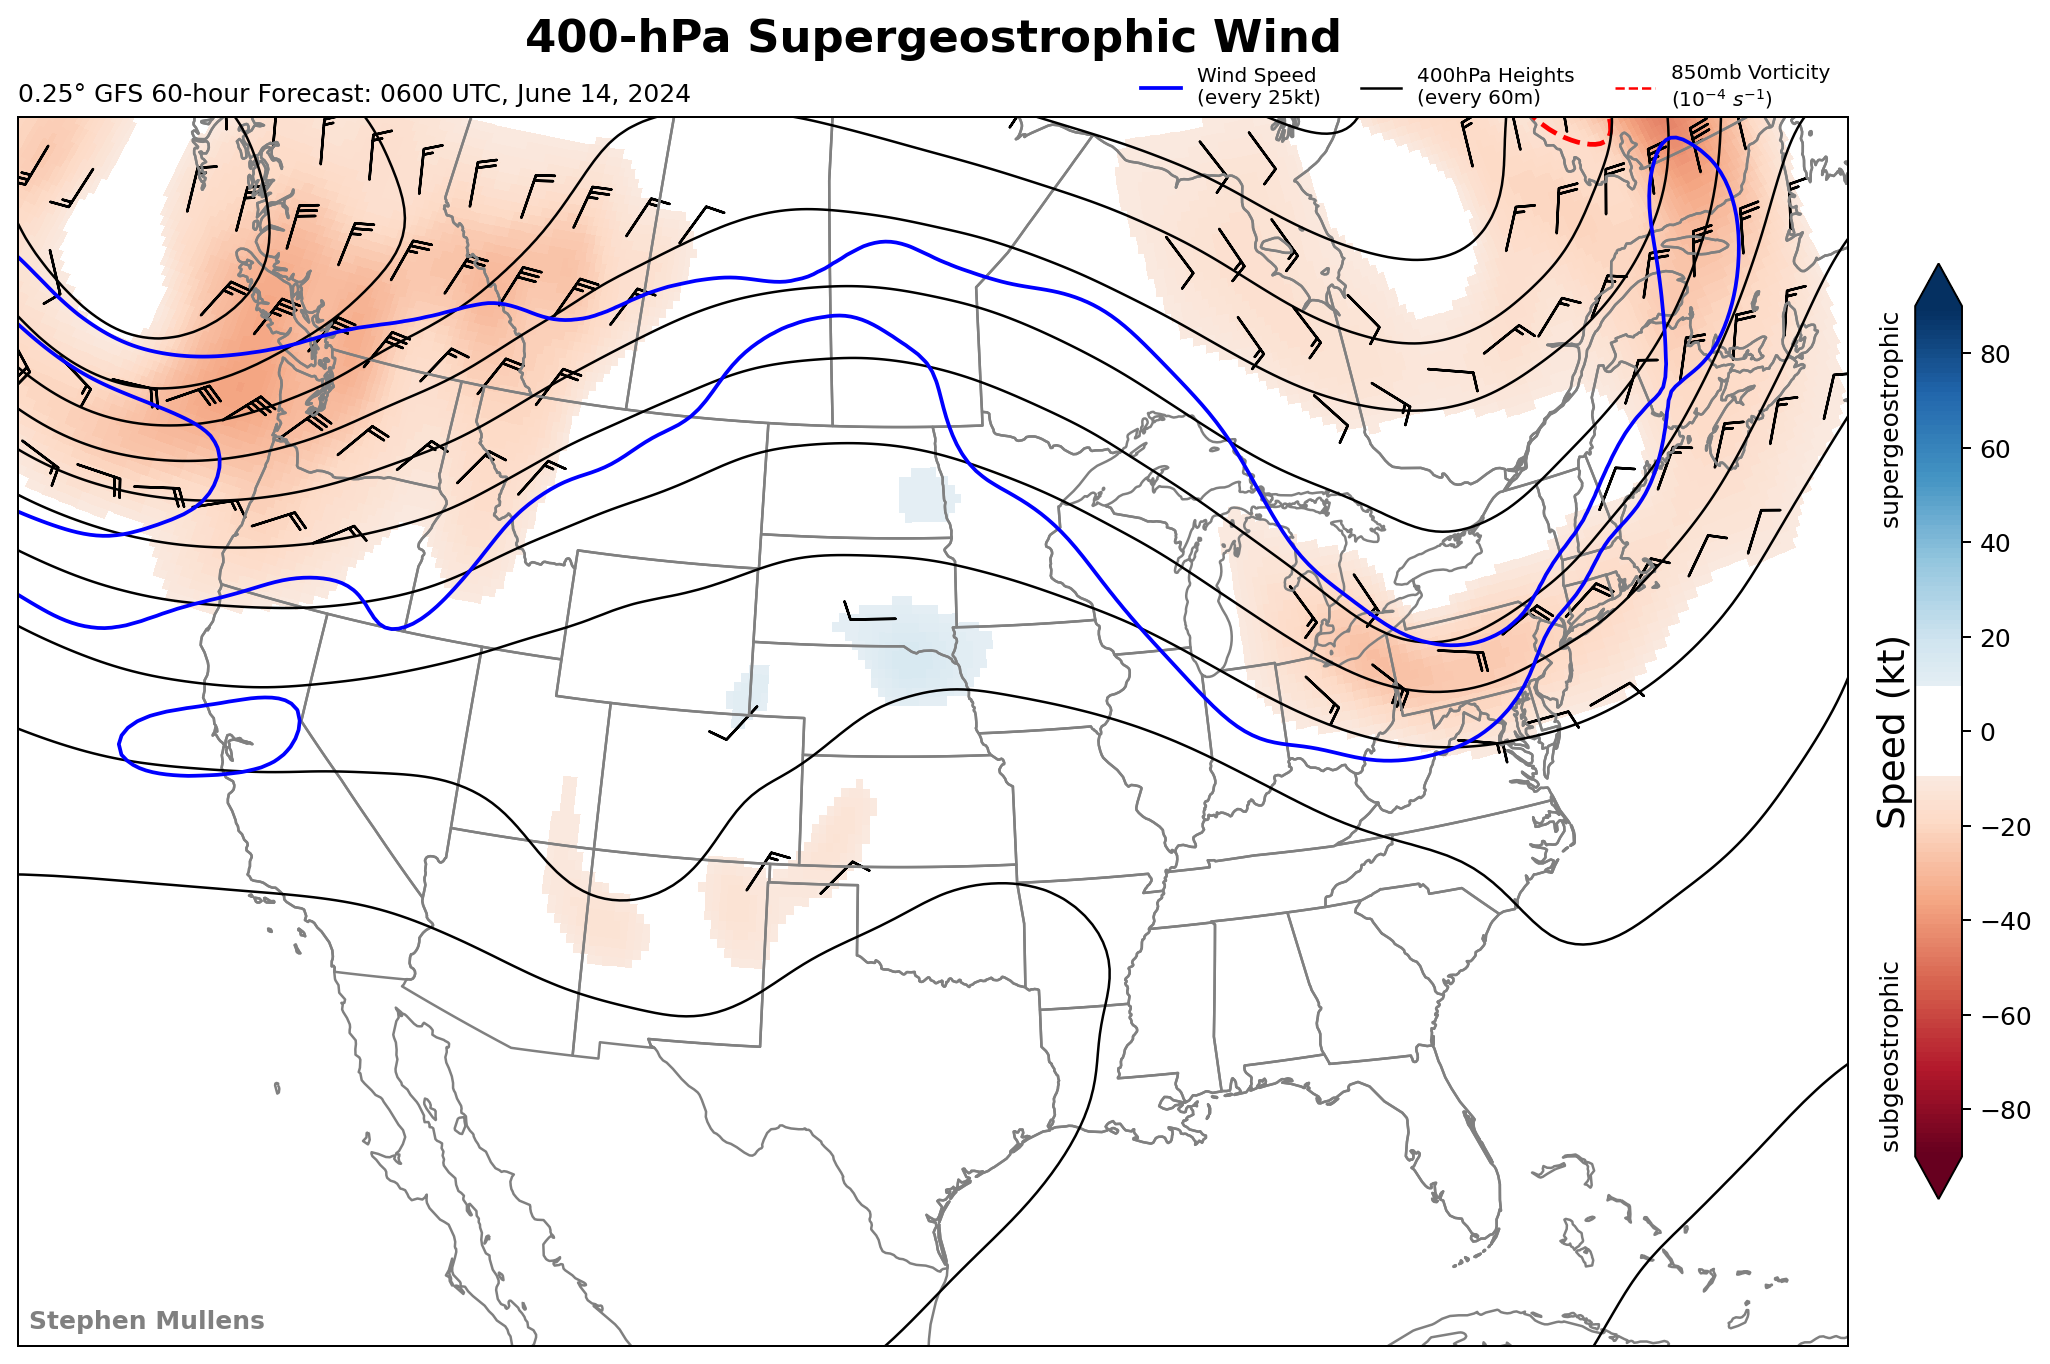 400-hPa Supergeostrophic Wind
0.25° GFS 60-hour Forecast: 0600 UTC, June 14, 2024
Wind Speed
(every 25kt)
400hPa Heights
(every 60m)
850mb Vorticity
(10⁻⁴ s⁻¹)
supergeostrophic
Speed (kt)
subgeostrophic
80
60
40
20
0
−20
−40
−60
−80
Stephen Mullens